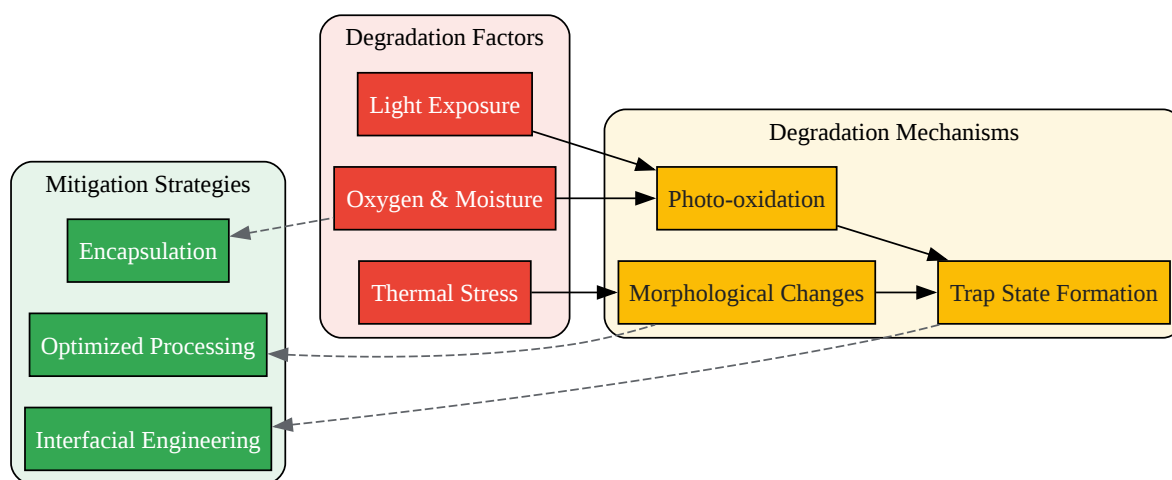 Degradation Factors
Light Exposure
Oxygen & Moisture
Thermal Stress
Degradation Mechanisms
Photo-oxidation
Morphological Changes
Trap State Formation
Mitigation Strategies
Encapsulation
Optimized Processing
Interfacial Engineering